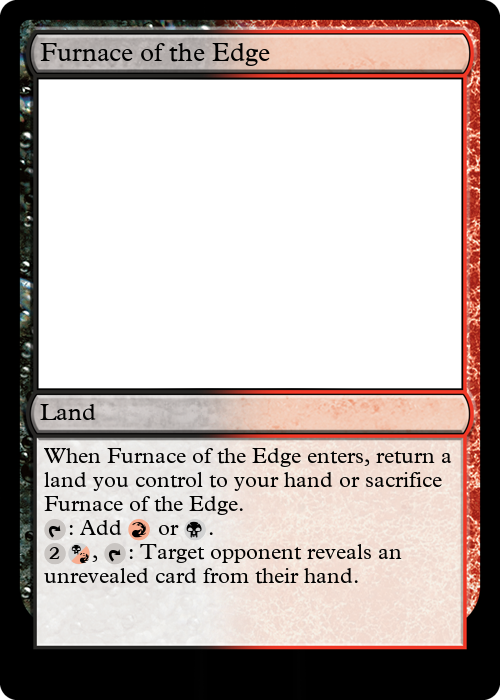 Furnace of the Edge
Land
When Furnace of the Edge enters, return a
land you control to your hand or sacrifice
Furnace of the Edge.
: Add or .
2 , : Target opponent reveals an
unrevealed card from their hand.